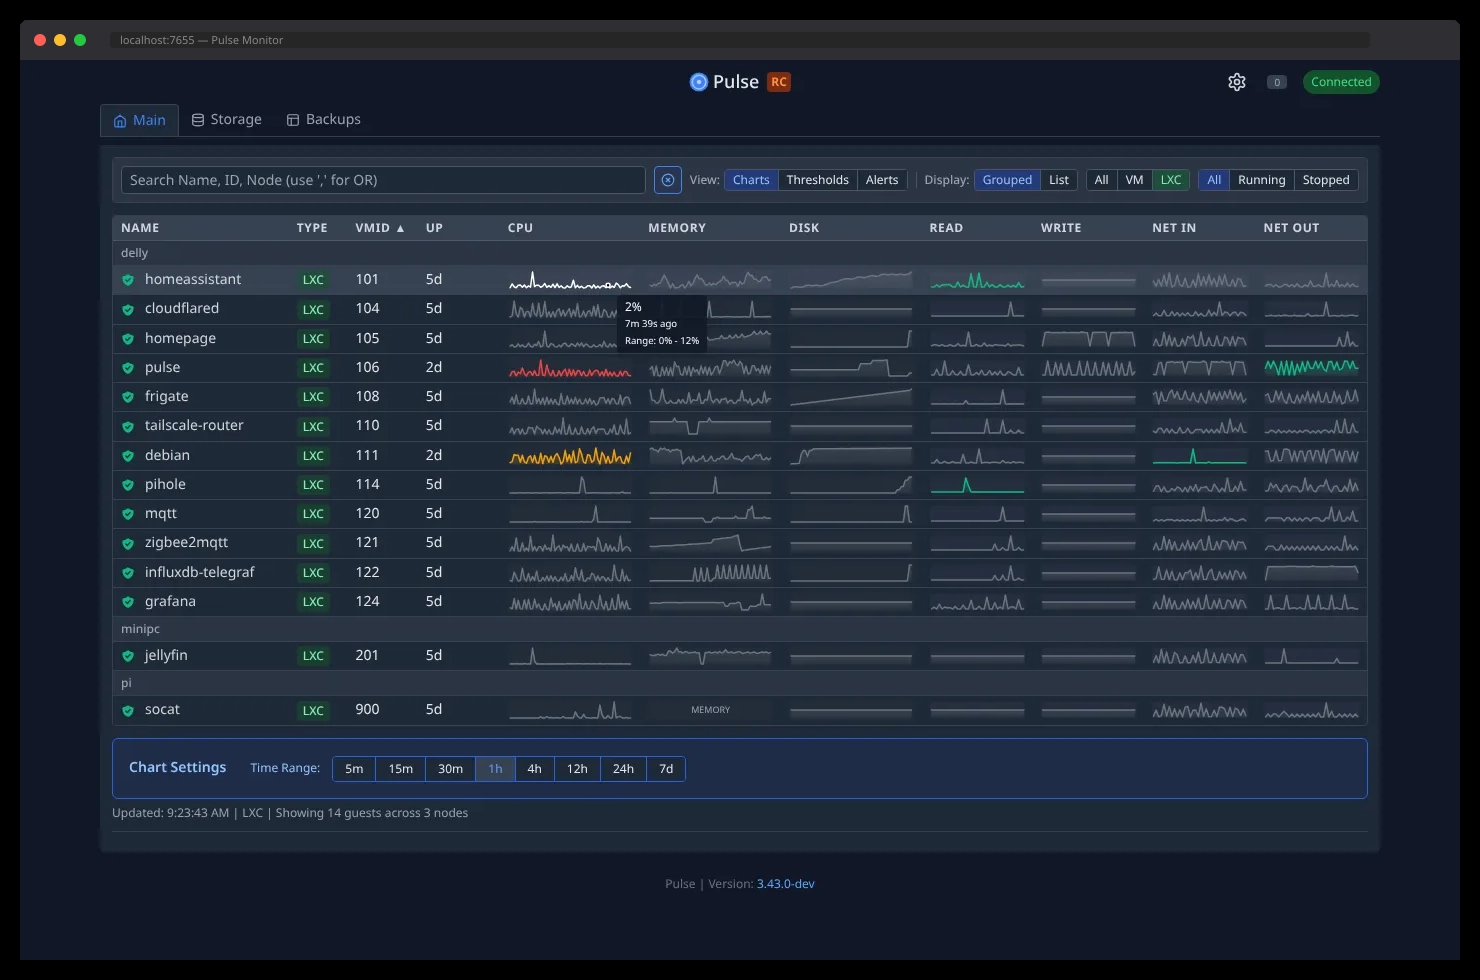 localhost:7655 — Pulse Monitor
Pulse RC
0 Connected
Main Storage Backups
Search Name, ID, Node (use ',' for OR) View: Charts Thresholds Alerts Display: Grouped List All VM LXC All Running Stopped
NAME TYPE VMID ▲ UP CPU MEMORY DISK READ WRITE NET IN NET OUT
delly
homeassistant LXC 101 5d
cloudflared LXC 104 5d
2%
7m 39s ago
Range: 0% - 12%
homepage LXC 105 5d
pulse LXC 106 2d
frigate LXC 108 5d
tailscale-router LXC 110 5d
debian LXC 111 2d
pihole LXC 114 5d
mqtt LXC 120 5d
zigbee2mqtt LXC 121 5d
influxdb-telegraf LXC 122 5d
grafana LXC 124 5d
minipc
jellyfin LXC 201 5d
pi
socat LXC 900 5d MEMORY
Chart Settings Time Range: 5m 15m 30m 1h 4h 12h 24h 7d
Updated: 9:23:43 AM | LXC | Showing 14 guests across 3 nodes
Pulse | Version: 3.43.0-dev